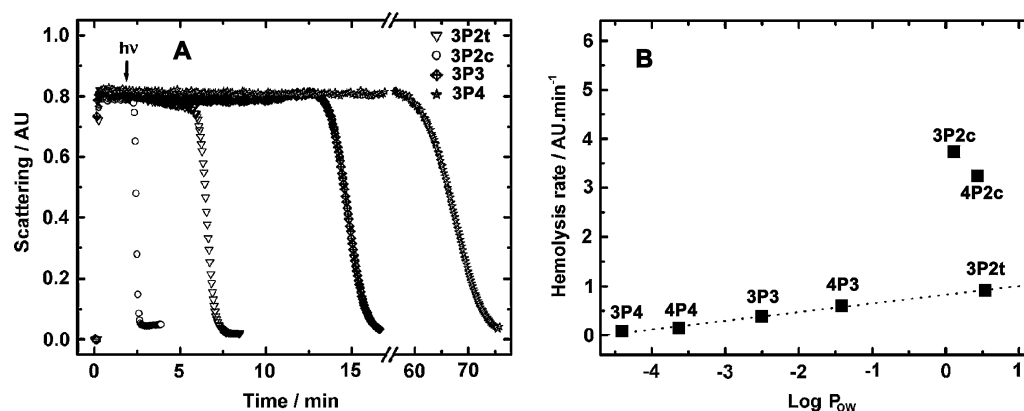 A
hν
3P2t
3P2c
3P3
3P4
1.0
0.8
0.6
0.4
0.2
0.0
Scattering / AU
0 5 10 15 60 70
Time / min
B
6
5
4
3
2
1
0
Hemolysis rate / AU.min⁻¹
3P2c
4P2c
3P2t
4P3
3P3
4P4
3P4
-4 -3 -2 -1 0 1
Log P_OW